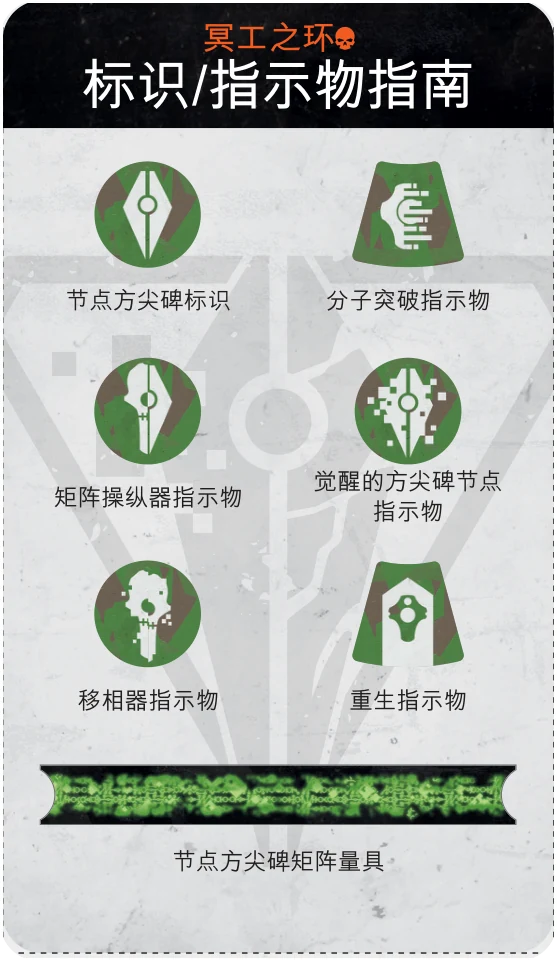 冥工之环
标识/指示物指南
节点方尖碑标识
分子突破指示物
矩阵操纵器指示物
觉醒的方尖碑节点
指示物
移相器指示物
重生指示物
节点方尖碑矩阵量具